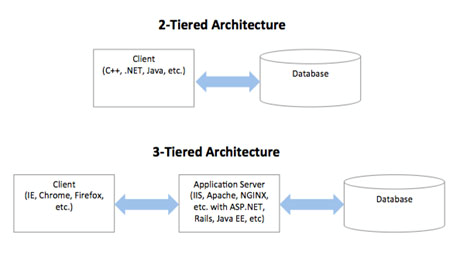 2-Tiered Architecture
Client
(C++, .NET, Java, etc.)
Database
3-Tiered Architecture
Client
(IE, Chrome, Firefox,
etc.)
Application Server
(IIS, Apache, NGINX,
etc. with ASP.NET,
Rails, Java EE, etc)
Database